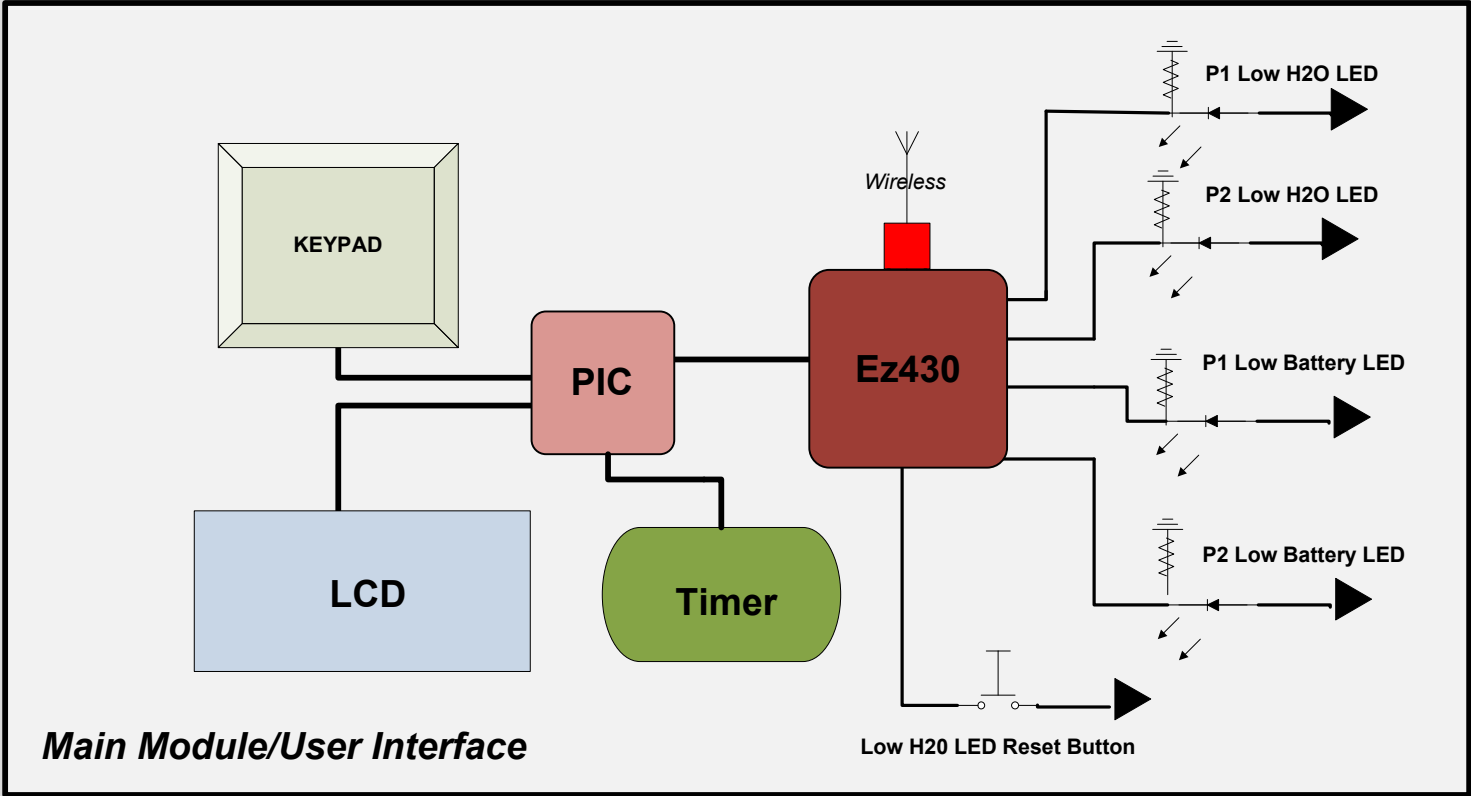 P1 Low H2O LED
Wireless
P2 Low H2O LED
KEYPAD
PIC
Ez430
P1 Low Battery LED
LCD
Timer
P2 Low Battery LED
Main Module/User Interface
Low H20 LED Reset Button